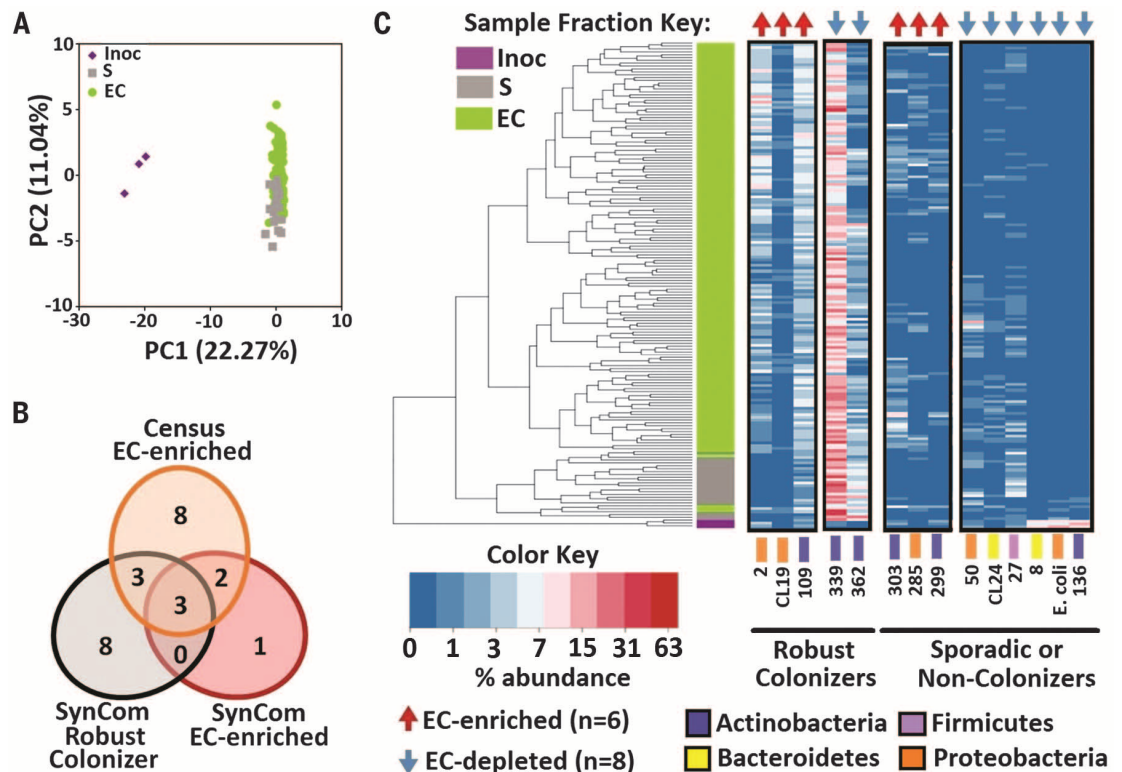 A
10
5
0
-5
-10
PC2 (11.04%)
Inoc
S
EC
-30
-20
-10
0
10
PC1 (22.27%)
B
Census
EC-enriched
8
3
2
3
8
0
1
SynCom
Robust
Colonizer
SynCom
EC-enriched
C
Sample Fraction Key:
Inoc
S
EC
2
CL19
109
339
362
303
285
299
50
CL24
27
8
E. coli
136
Robust
Colonizers
Sporadic or
Non-Colonizers
Color Key
0 1 3 7 15 31 63
% abundance
EC-enriched (n=6)
EC-depleted (n=8)
Actinobacteria
Firmicutes
Bacteroidetes
Proteobacteria